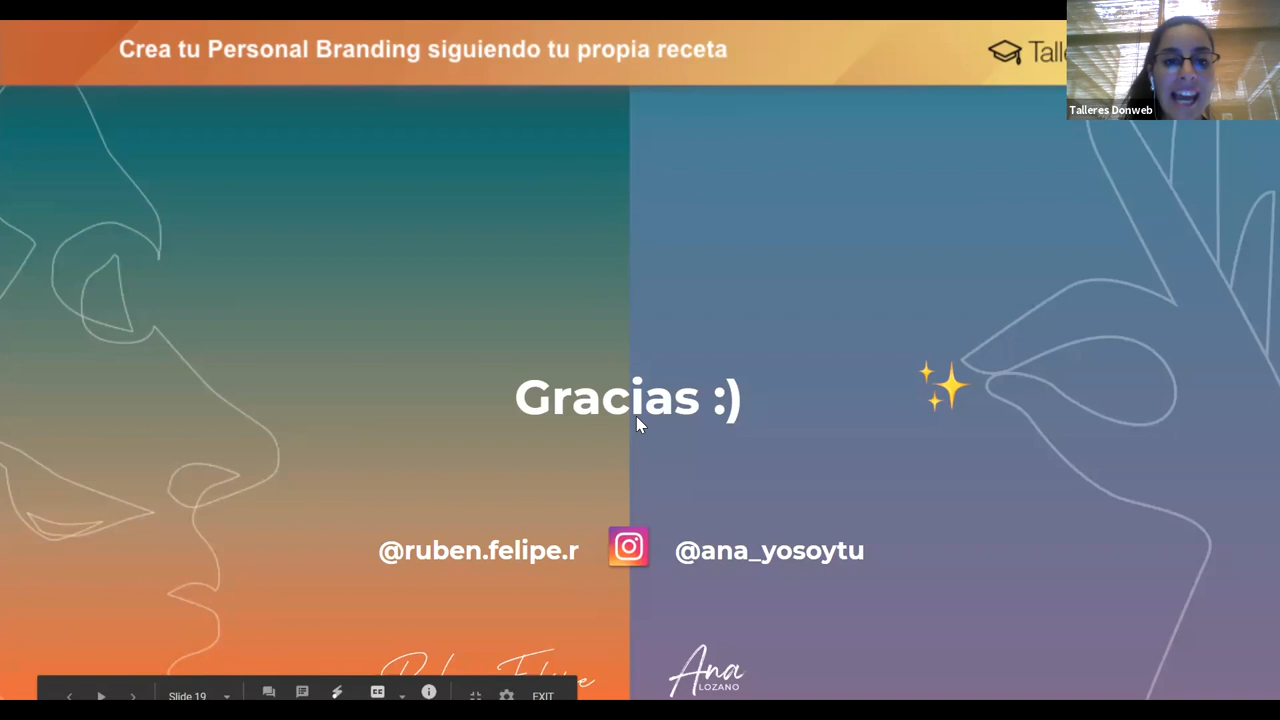 Crea tu Personal Branding siguiendo tu propia receta
Talleres Donweb
Gracias :)
@ruben.felipe.r
@ana_yosoytu
Ana
LOZANO
Slide 19
CC
EXIT